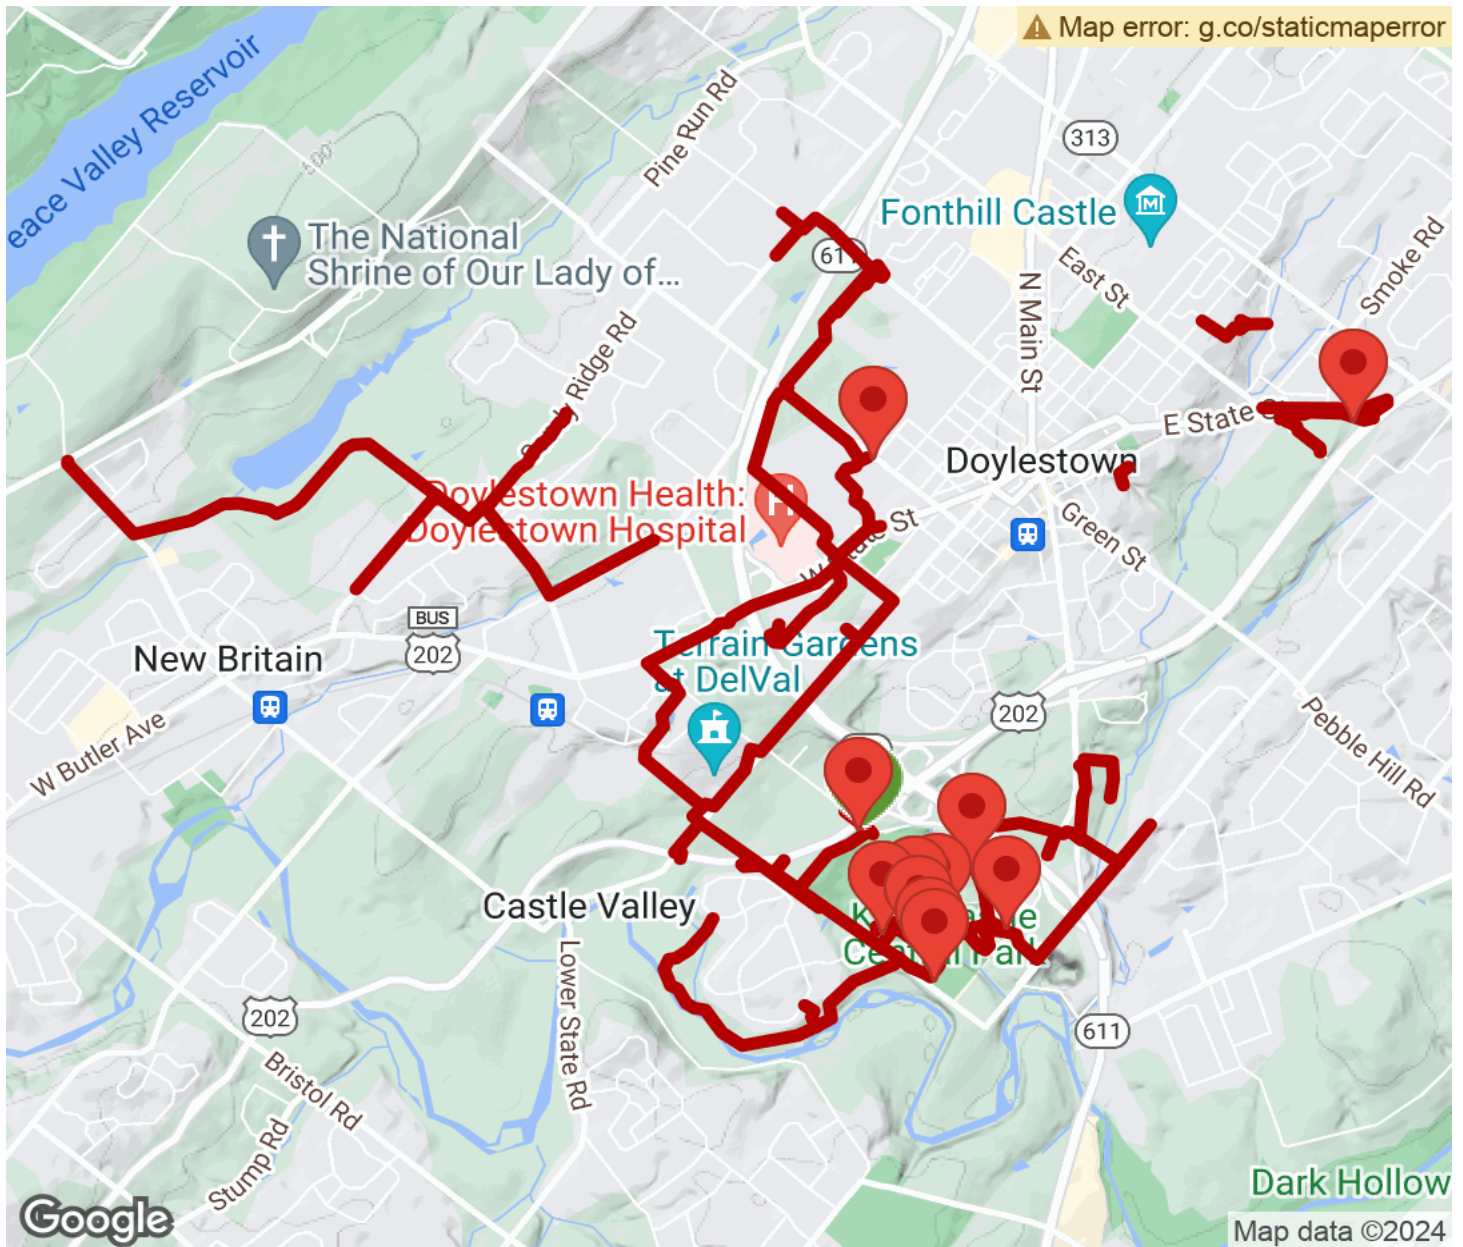 Map error: g.co/staticmaperror
eace Valley Reservoir
Pine Run Rd
313
Fonthill Castle
The National
Shrine of Our Lady of...
East St
Smoke Rd
N Main St
Ridge Rd
E State
Doylestown
Doylestown Health:
Doylestown Hospital
H
Green St
BUS
202
New Britain
Terrain Gardens
at DelVal
202
W Butler Ave
Pebble Hill Rd
Castle Valley
Lower State Rd
202
611
Bristol Rd
Stump Rd
Dark Hollow
Google
Map data ©2024